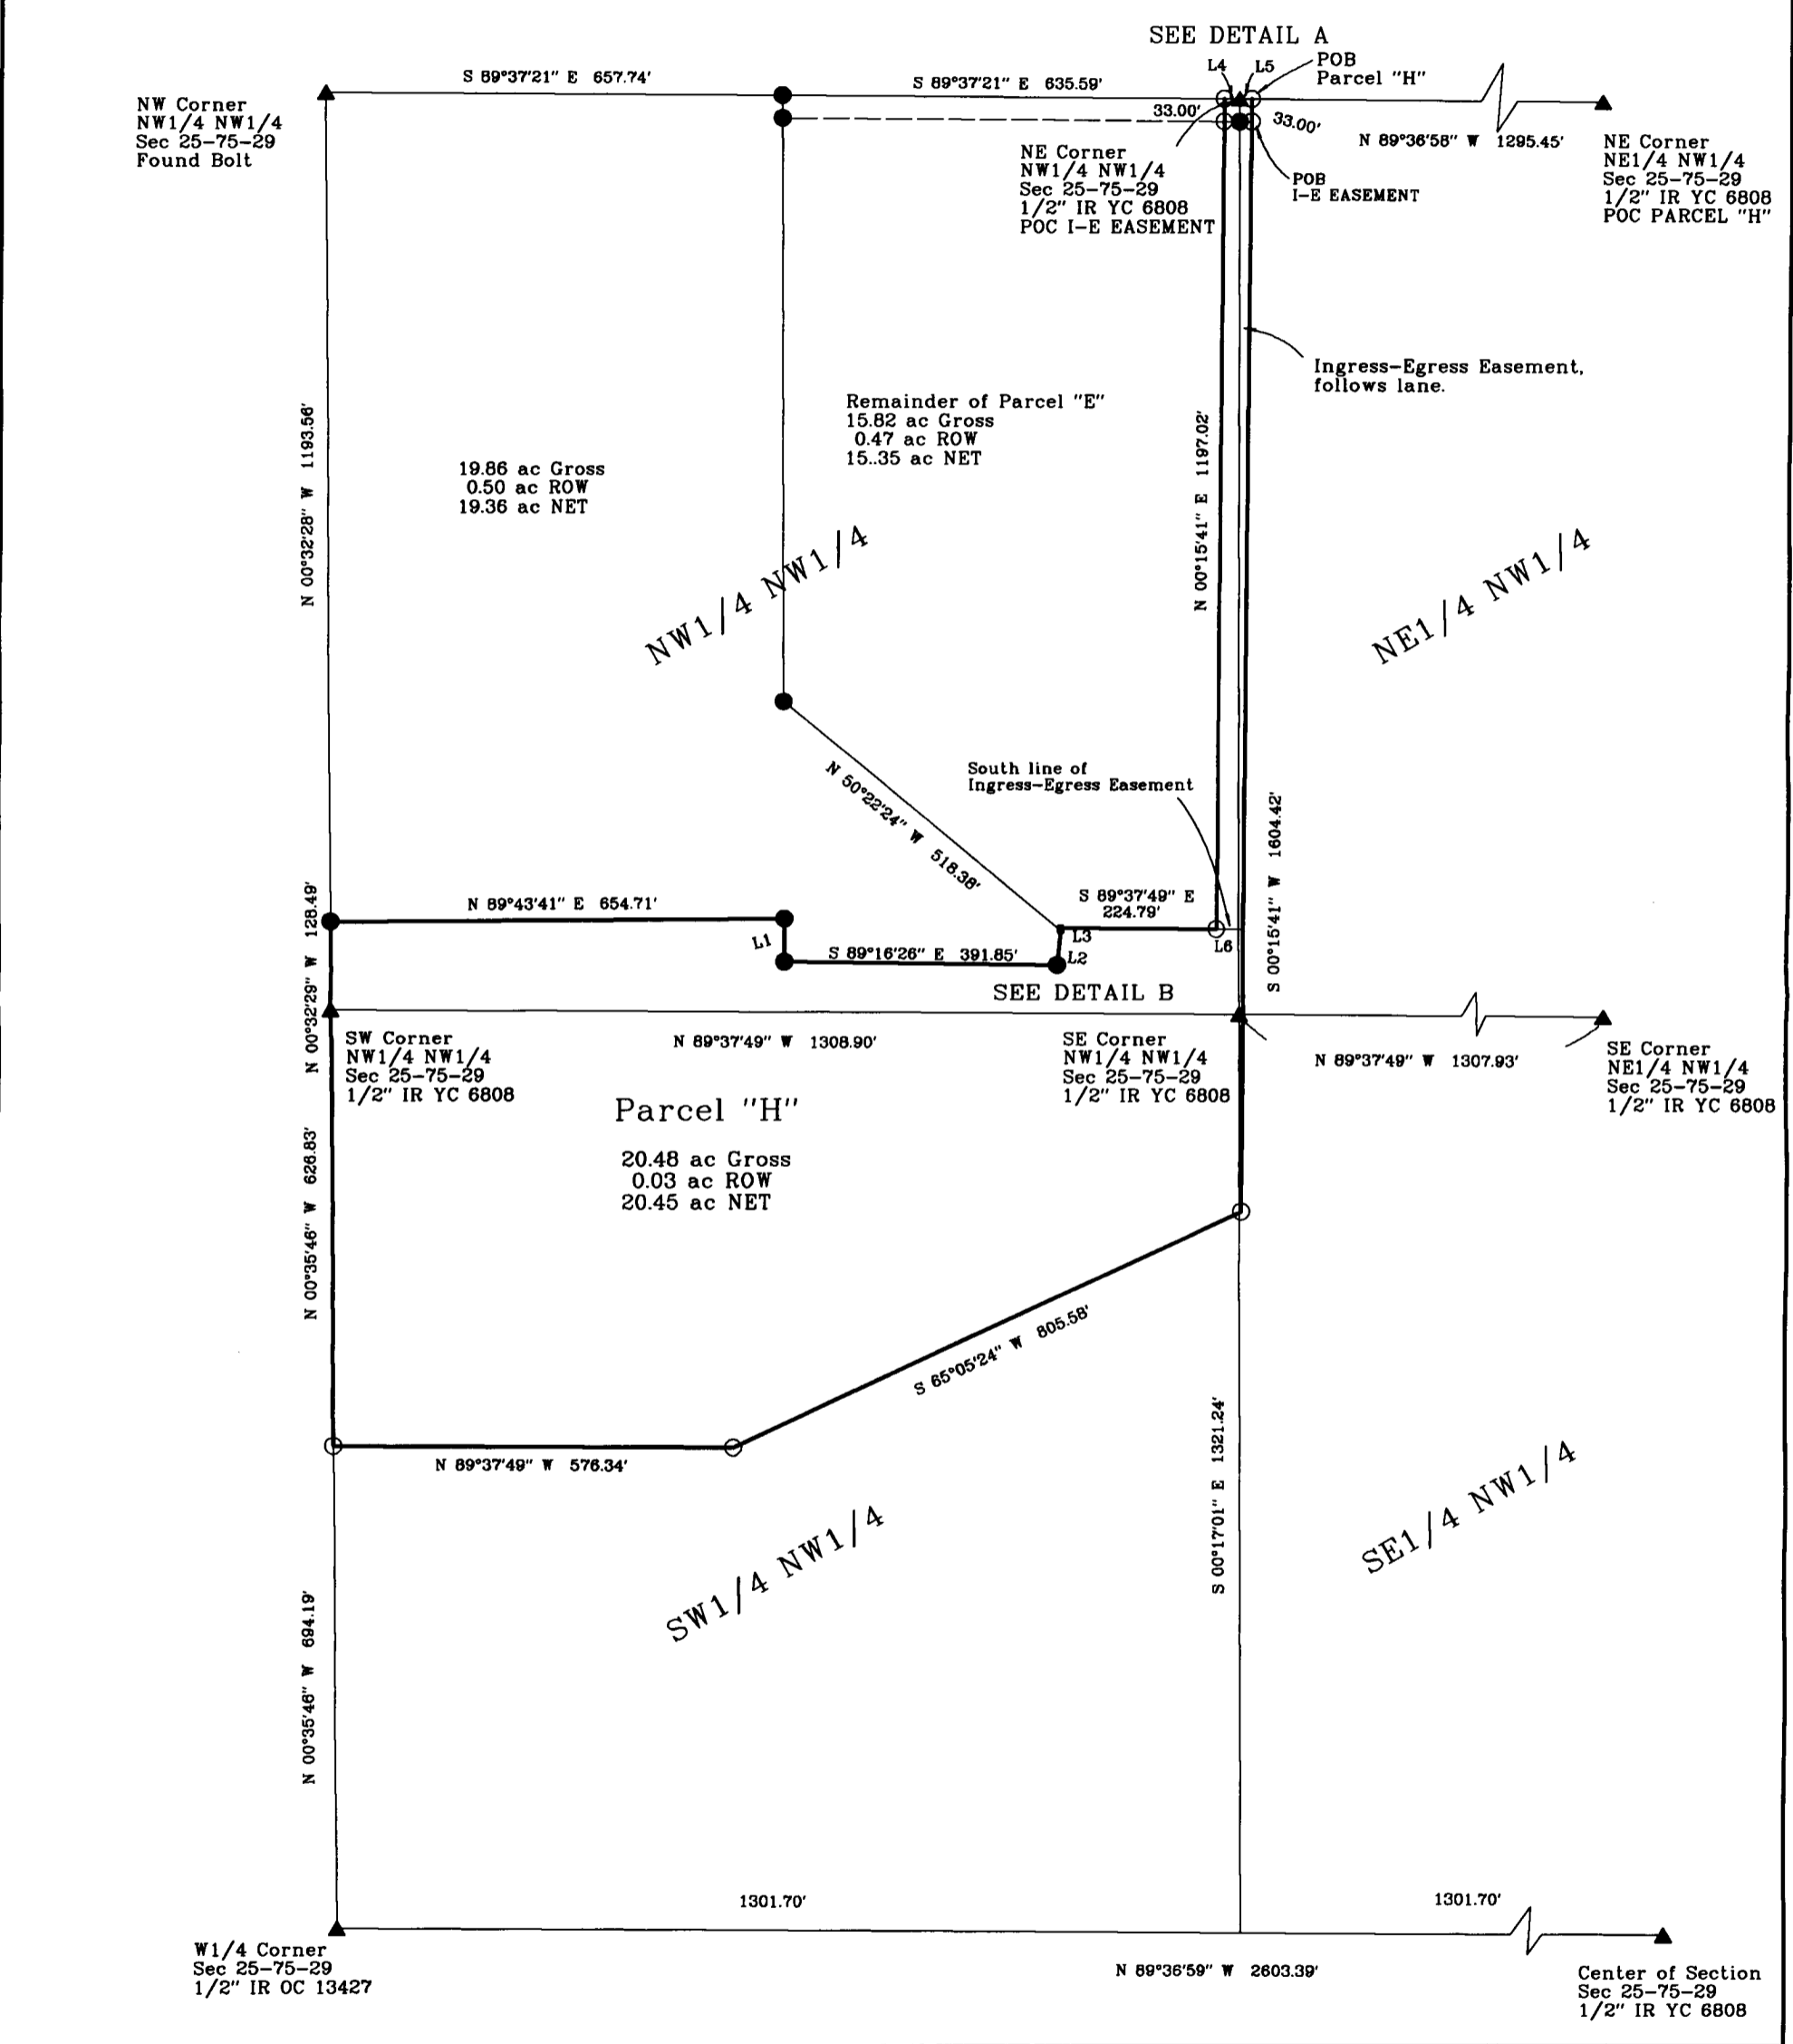 SEE DETAIL A
S 89°37'21" E 657.74'
S 89°37'21" E 635.59'
L4
L5
POB
Parcel "H"
NW Corner
NW1/4 NW1/4
Sec 25-75-29
Found Bolt
33.00'
33.00'
N 89°36'58" W 1295.45'
NE Corner
NW1/4 NW1/4
Sec 25-75-29
1/2" IR YC 6808
POC I-E EASEMENT
POB
I-E EASEMENT
NE Corner
NE1/4 NW1/4
Sec 25-75-29
1/2" IR YC 6808
POC PARCEL "H"
Ingress-Egress Easement,
follows lane.
Remainder of Parcel "E"
15.82 ac Gross
0.47 ac ROW
15..35 ac NET
19.86 ac Gross
0.50 ac ROW
19.36 ac NET
N 00°32'28" W 1193.56'
N 00°15'41" E 1197.02'
NW1/4 NW1/4
NE1/4 NW1/4
N 50°22'24" W 518.38'
South line of
Ingress-Egress Easement
S 00°15'41" W 1604.42'
N 00°32'29" W 128.49'
N 89°43'41" E 654.71'
S 89°37'49" E
224.79'
L1
S 89°16'26" E 391.85'
L3
L2
L6
SEE DETAIL B
SW Corner
NW1/4 NW1/4
Sec 25-75-29
1/2" IR YC 6808
N 89°37'49" W 1308.90'
SE Corner
NW1/4 NW1/4
Sec 25-75-29
1/2" IR YC 6808
N 89°37'49" W 1307.93'
SE Corner
NE1/4 NW1/4
Sec 25-75-29
1/2" IR YC 6808
Parcel "H"
20.48 ac Gross
0.03 ac ROW
20.45 ac NET
N 00°35'46" W 626.83'
S 65°05'24" W 805.58'
N 89°37'49" W 576.34'
S 00°17'01" E 1321.24'
SW1/4 NW1/4
SE1/4 NW1/4
N 00°35'46" W 694.19'
1301.70'
1301.70'
W1/4 Corner
Sec 25-75-29
1/2" IR OC 13427
N 89°36'59" W 2603.39'
Center of Section
Sec 25-75-29
1/2" IR YC 6808